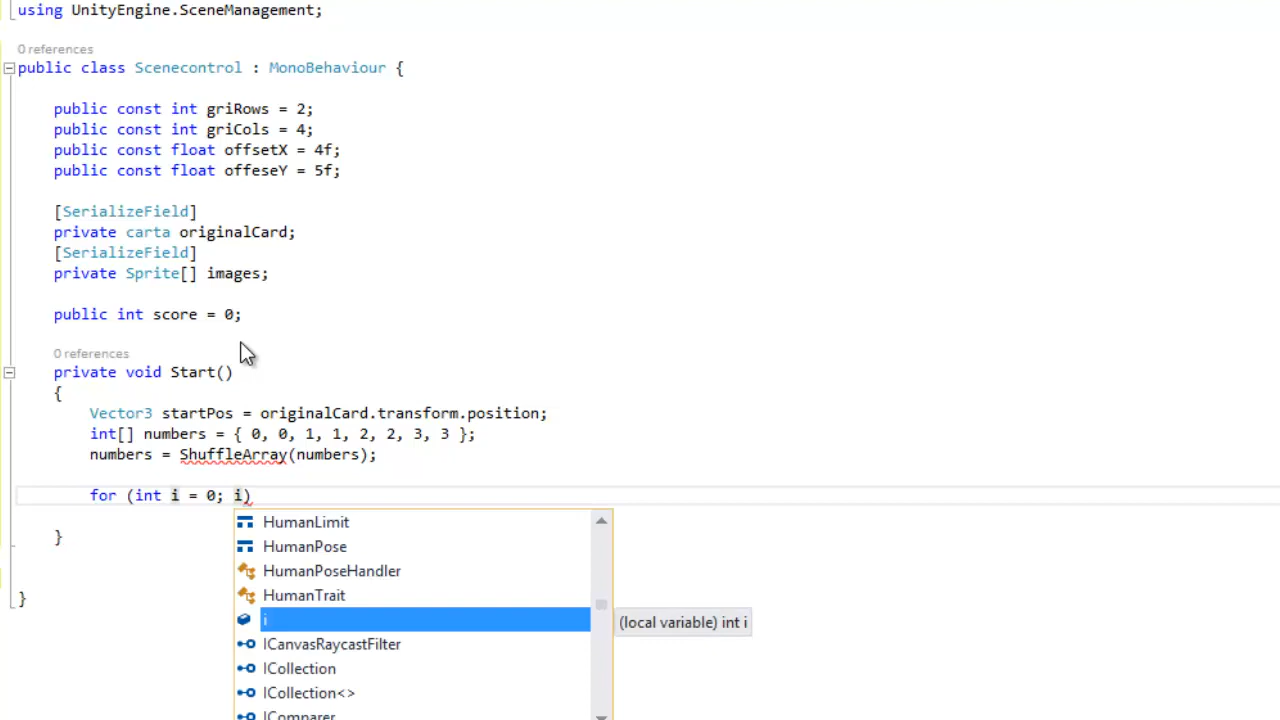 using UnityEngine.SceneManagement;
0 references
public class Scenecontrol : MonoBehaviour {
public const int griRows = 2;
public const int griCols = 4;
public const float offsetX = 4f;
public const float offeseY = 5f;
[SerializeField]
private carta originalCard;
[SerializeField]
private Sprite[] images;
public int score = 0;
0 references
private void Start()
{
Vector3 startPos = originalCard.transform.position;
int[] numbers = { 0, 0, 1, 1, 2, 2, 3, 3 };
numbers = ShuffleArray(numbers);
for (int i = 0; i)
HumanLimit
}
HumanPose
HumanPoseHandler
HumanTrait
}
i
(local variable) int i
ICanvasRaycastFilter
ICollection
ICollection<>
IComparer